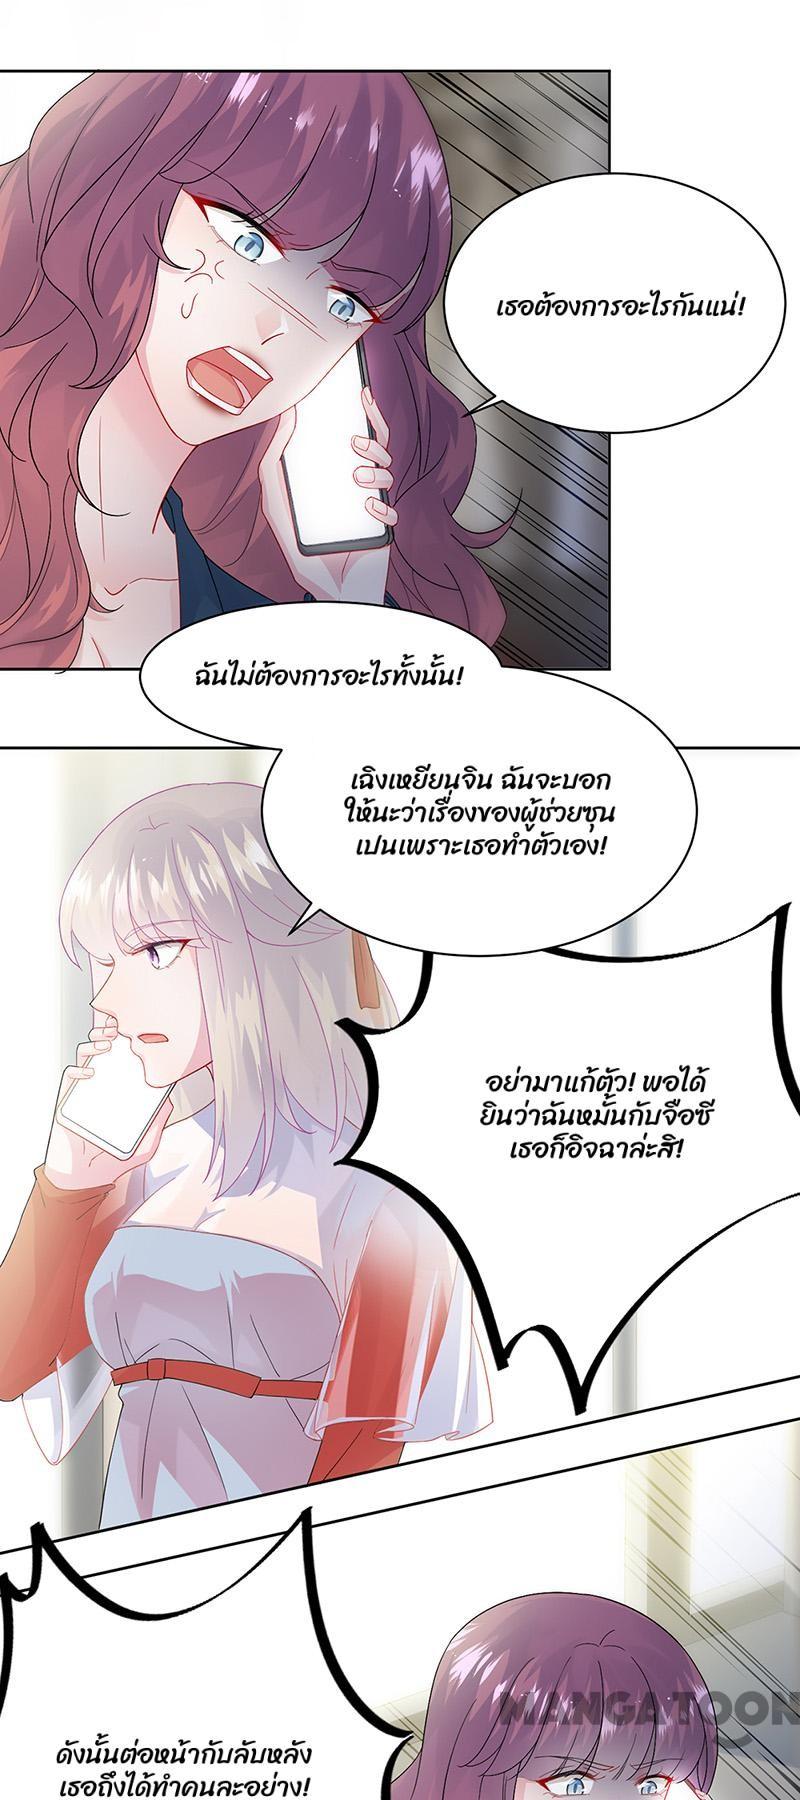 เธอต้องการอะไรกันแน่!
ฉันไม่ต้องการอะไรทั้งนั้น!
เฉิงเหยียนจิน ฉันจะบอก
ให้นะว่าเรื่องของผู้ช่วยซุน
เปนเพราะเธอทำตัวเอง!
อย่ามาแก้ตัว! พอได้
ยินว่าฉันหมั้นกับจือซี
เธอก็อิจฉาล่ะสิ!
MANGATOON
ดังนั้นต่อหน้ากับลับหลัง
เธอถึงได้ทำคนละอย่าง!